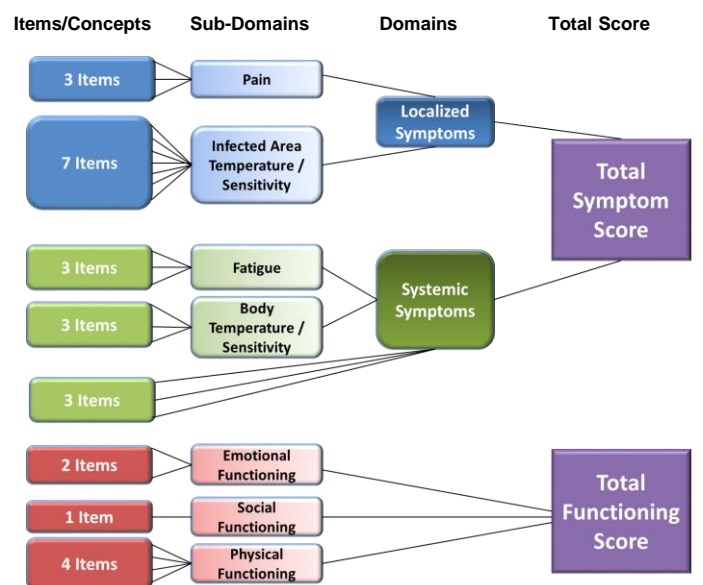 Items/Concepts Sub-Domains Domains Total Score
3 Items
Pain
Localized
Symptoms
7 Items
Infected Area
Temperature /
Sensitivity
Total
Symptom
Score
3 Items
Fatigue
Systemic
Symptoms
3 Items
Body
Temperature /
Sensitivity
3 Items
2 Items
Emotional
Functioning
1 Item
Social
Functioning
Total
Functioning
Score
4 Items
Physical
Functioning